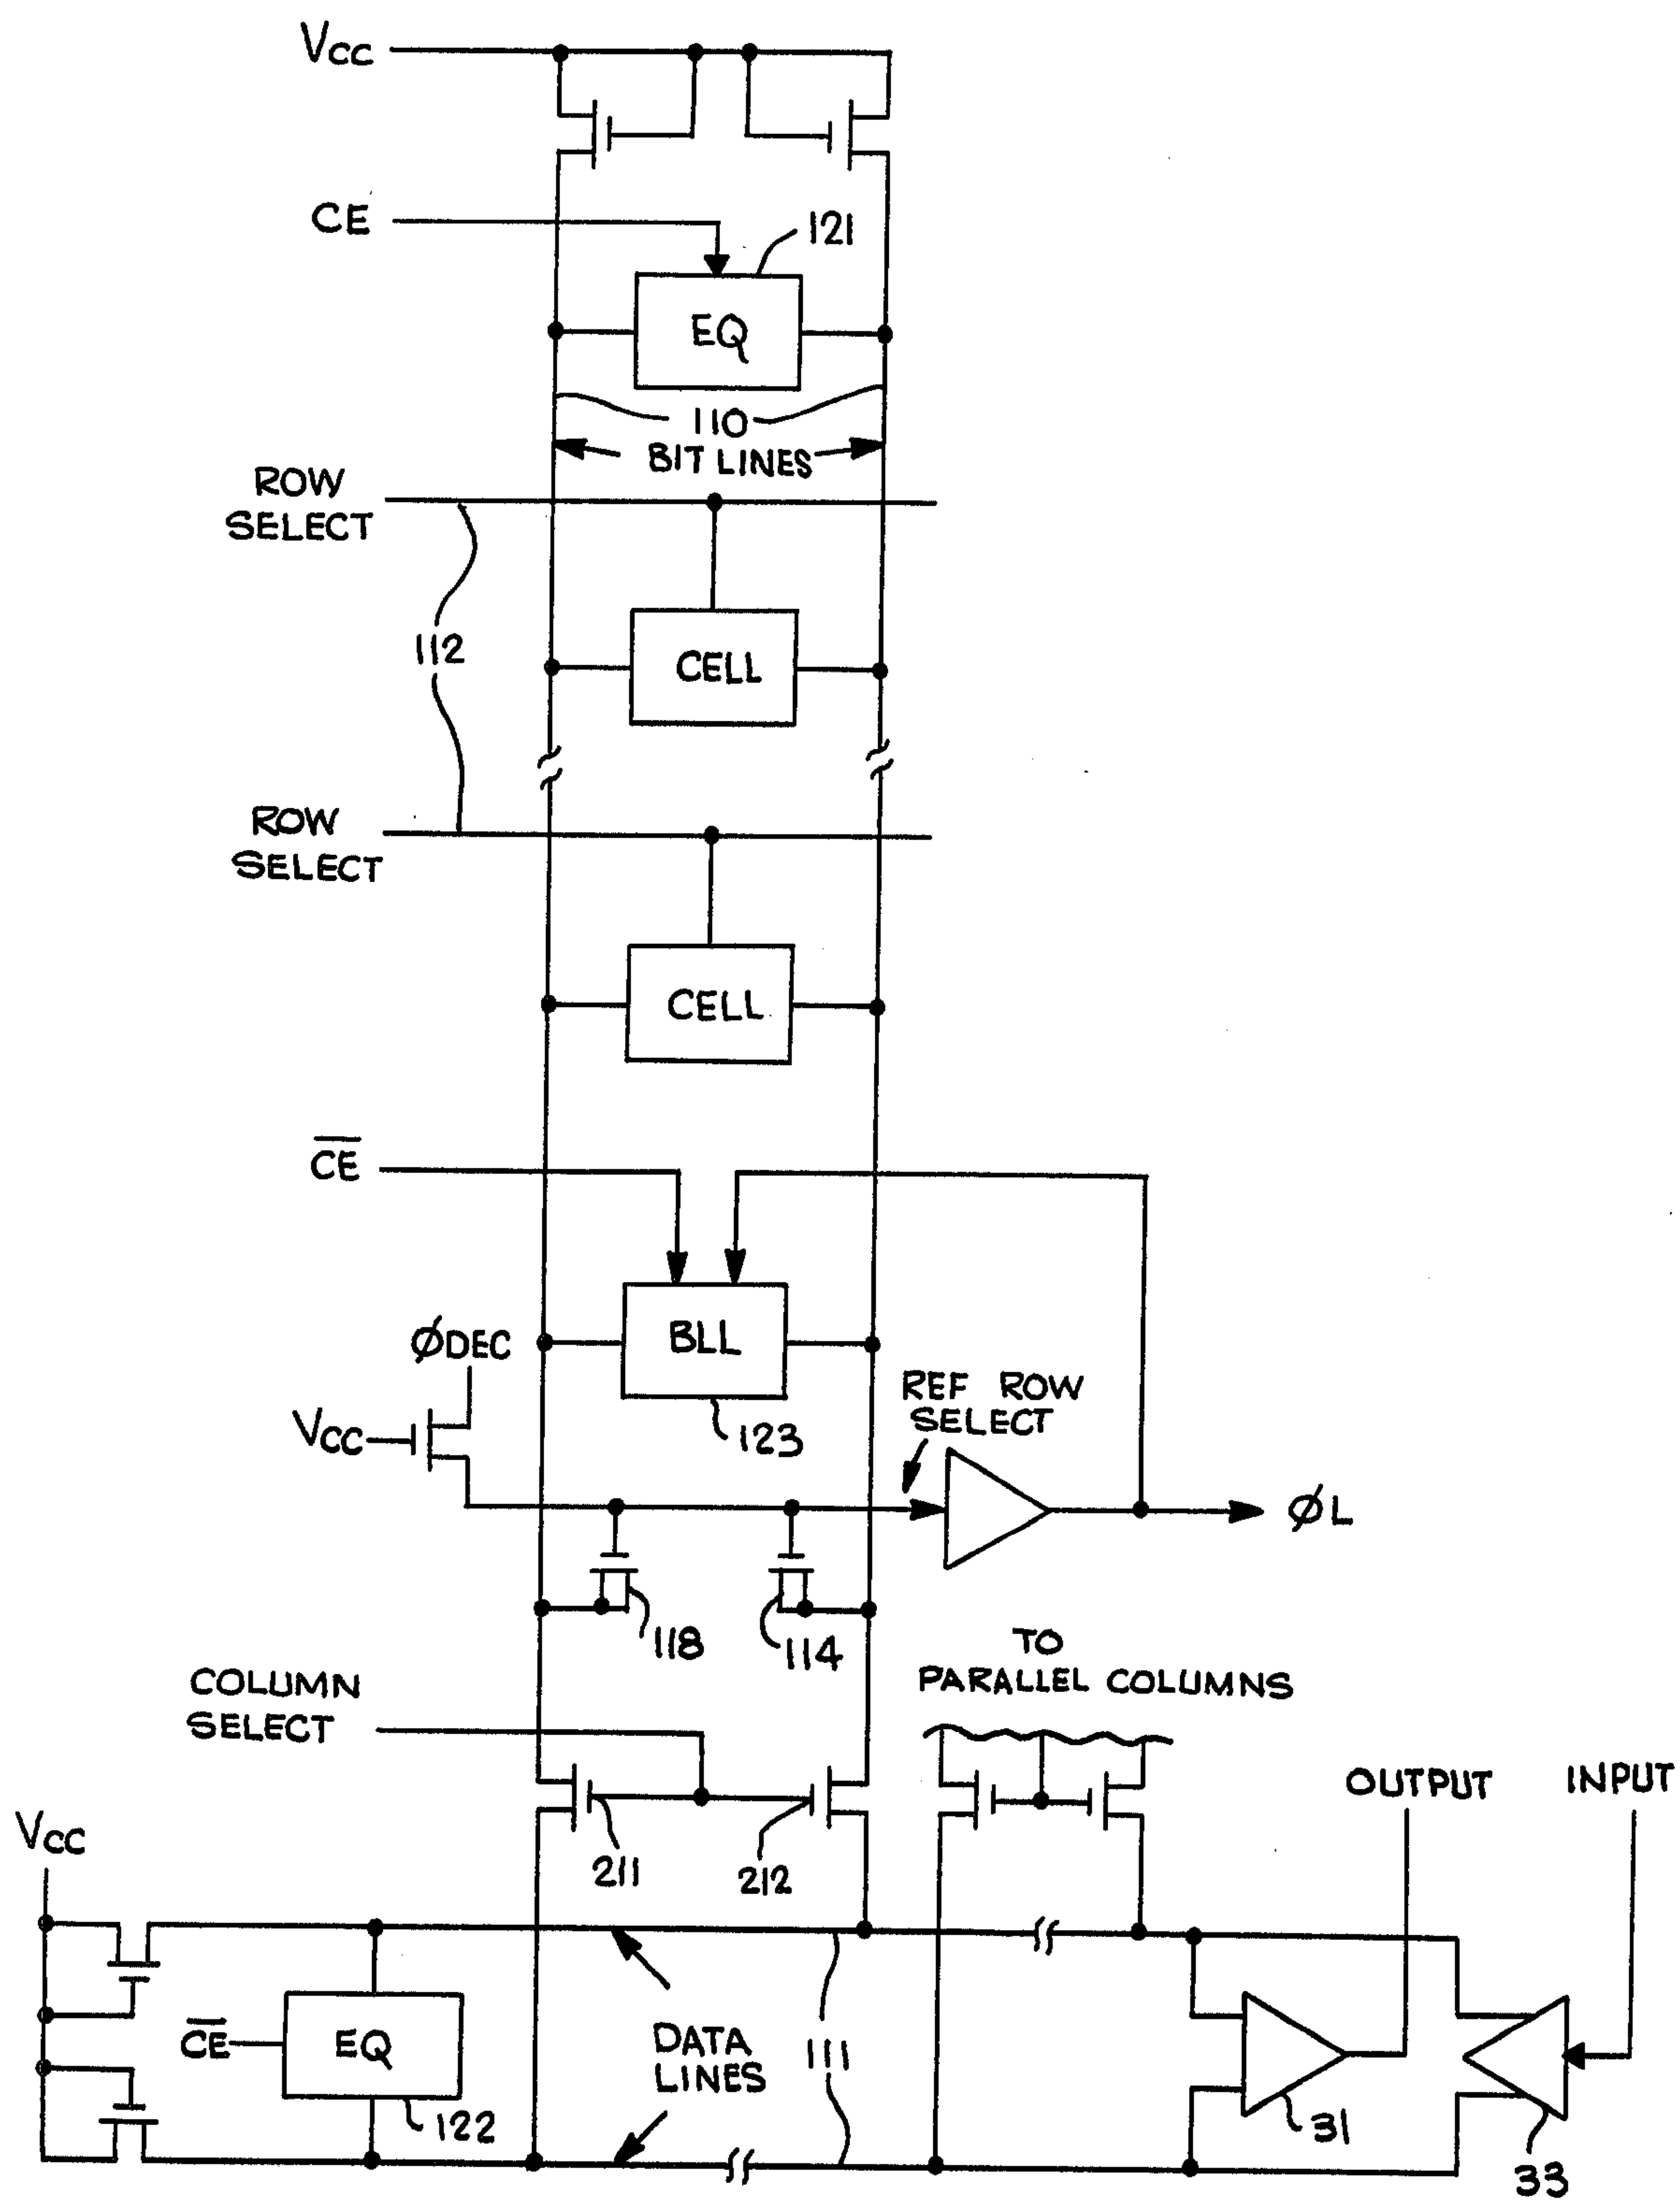 VCC
CE
121
EQ
110
BIT LINES
ROW
SELECT
CELL
112
ROW
SELECT
CELL
C̅E̅
BLL
ØDEC
REF ROW
SELECT
VCC
123
ØL
118
114
TO
PARALLEL COLUMNS
COLUMN
SELECT
OUTPUT
INPUT
VCC
211
212
C̅E̅
EQ
DATA
LINES
111
122
31
33